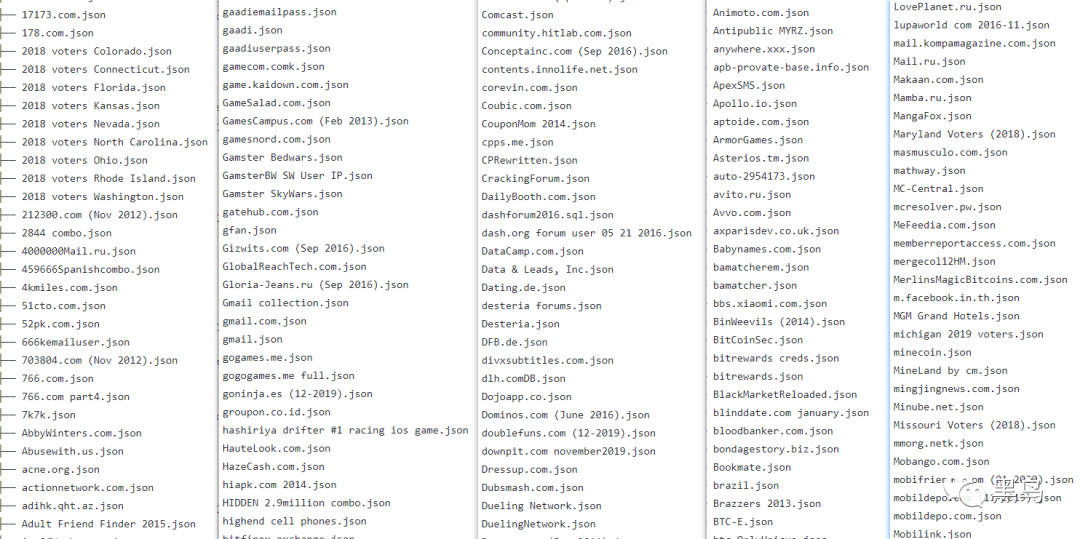 17173.com.json
178.com.json
2018 voters Colorado.json
2018 voters Connecticut.json
2018 voters Florida.json
2018 voters Kansas.json
2018 voters Nevada.json
2018 voters North Carolina.json
2018 voters Ohio.json
2018 voters Rhode Island.json
2018 voters Washington.json
212300.com (Nov 2012).json
2844 combo.json
4000000Mail.ru.json
459666Spanishcombo.json
4kmiles.com.json
51cto.com.json
52pk.com.json
666kemailuser.json
703804.com (Nov 2012).json
766.com.json
766.com part4.json
7k7k.json
AbbyWinters.com.json
Abusewith.us.json
acne.org.json
actionnetwork.com.json
adihk.qht.az.json
Adult Friend Finder 2015.json
gaadiemailpass.json
gaadi.json
gaadiuserpass.json
gamecom.comk.json
game.kaidown.com.json
GameSalad.com.json
GamesCampus.com (Feb 2013).json
gamesnord.com.json
Gamster Bedwars.json
GamsterBW SW User IP.json
Gamster SkyWars.json
gatehub.com.json
gfan.json
Gizwits.com (Sep 2016).json
GlobalReachTech.com.json
Gloria-Jeans.ru (Sep 2016).json
Gmail collection.json
gmail.com.json
gmail.json
gogames.me.json
gogogames.me full.json
goninja.es (12-2019).json
groupon.co.id.json
hashiriya drifter #1 racing ios game.json
HauteLook.com.json
HazeCash.com.json
hiapk.com 2014.json
HIDDEN 2.9million combo.json
highend cell phones.json
bitfinex exchange.json
Comcast.json
community.hitlab.com.json
Conceptainc.com (Sep 2016).json
contents.innolife.net.json
corevin.com.json
Coubic.com.json
CouponMom 2014.json
cpps.me.json
CPRewritten.json
CrackingForum.json
DailyBooth.com.json
dashforum2016.sql.json
dash.org forum user 05 21 2016.json
DataCamp.com.json
Data & Leads, Inc.json
Dating.de.json
desteria forums.json
Desteria.json
DFB.de.json
divxsubtitles.com.json
dlh.comDB.json
Dojoapp.co.json
Dominos.com (June 2016).json
doublefuns.com (12-2019).json
downpit.com november2019.json
Dressup.com.json
Dubsmash.com.json
Dueling Network.json
DuelingNetwork.json
Animoto.com.json
Antipublic MYRZ.json
anywhere.xxx.json
apb-provate-base.info.json
ApexSMS.json
Apollo.io.json
aptoide.com.json
ArmorGames.json
Asterios.tm.json
auto-2954173.json
avito.ru.json
Avvo.com.json
axparisdev.co.uk.json
Babynames.com.json
bamatcherem.json
bamatcher.json
bbs.xiaomi.com.json
BinWeevils (2014).json
BitCoinSec.json
bitrewards creds.json
bitrewards.json
BlackMarketReloaded.json
blinddate.com january.json
bloodbanker.com.json
bondagestory.biz.json
Bookmate.json
brazil.json
Brazzers 2013.json
BTC-E.json
btc OnlyUnique.json
LovePlanet.ru.json
lupaworld com 2016-11.json
mail.kompamagazine.com.json
Mail.ru.json
Makaan.com.json
Mamba.ru.json
MangaFox.json
Maryland Voters (2018).json
masmusculo.com.json
mathway.json
MC-Central.json
mcresolver.pw.json
MeFeedia.com.json
memberreportaccess.com.json
mergecol12HM.json
MerlinsMagicBitcoins.com.json
m.facebook.in.th.json
MGM Grand Hotels.json
michigan 2019 voters.json
minecoin.json
MineLand by cm.json
mingjingnews.com.json
Minube.net.json
Missouri Voters (2018).json
mmorg.netk.json
Mobango.com.json
mobildepo.com.json
Mobilink.json
黑鸟